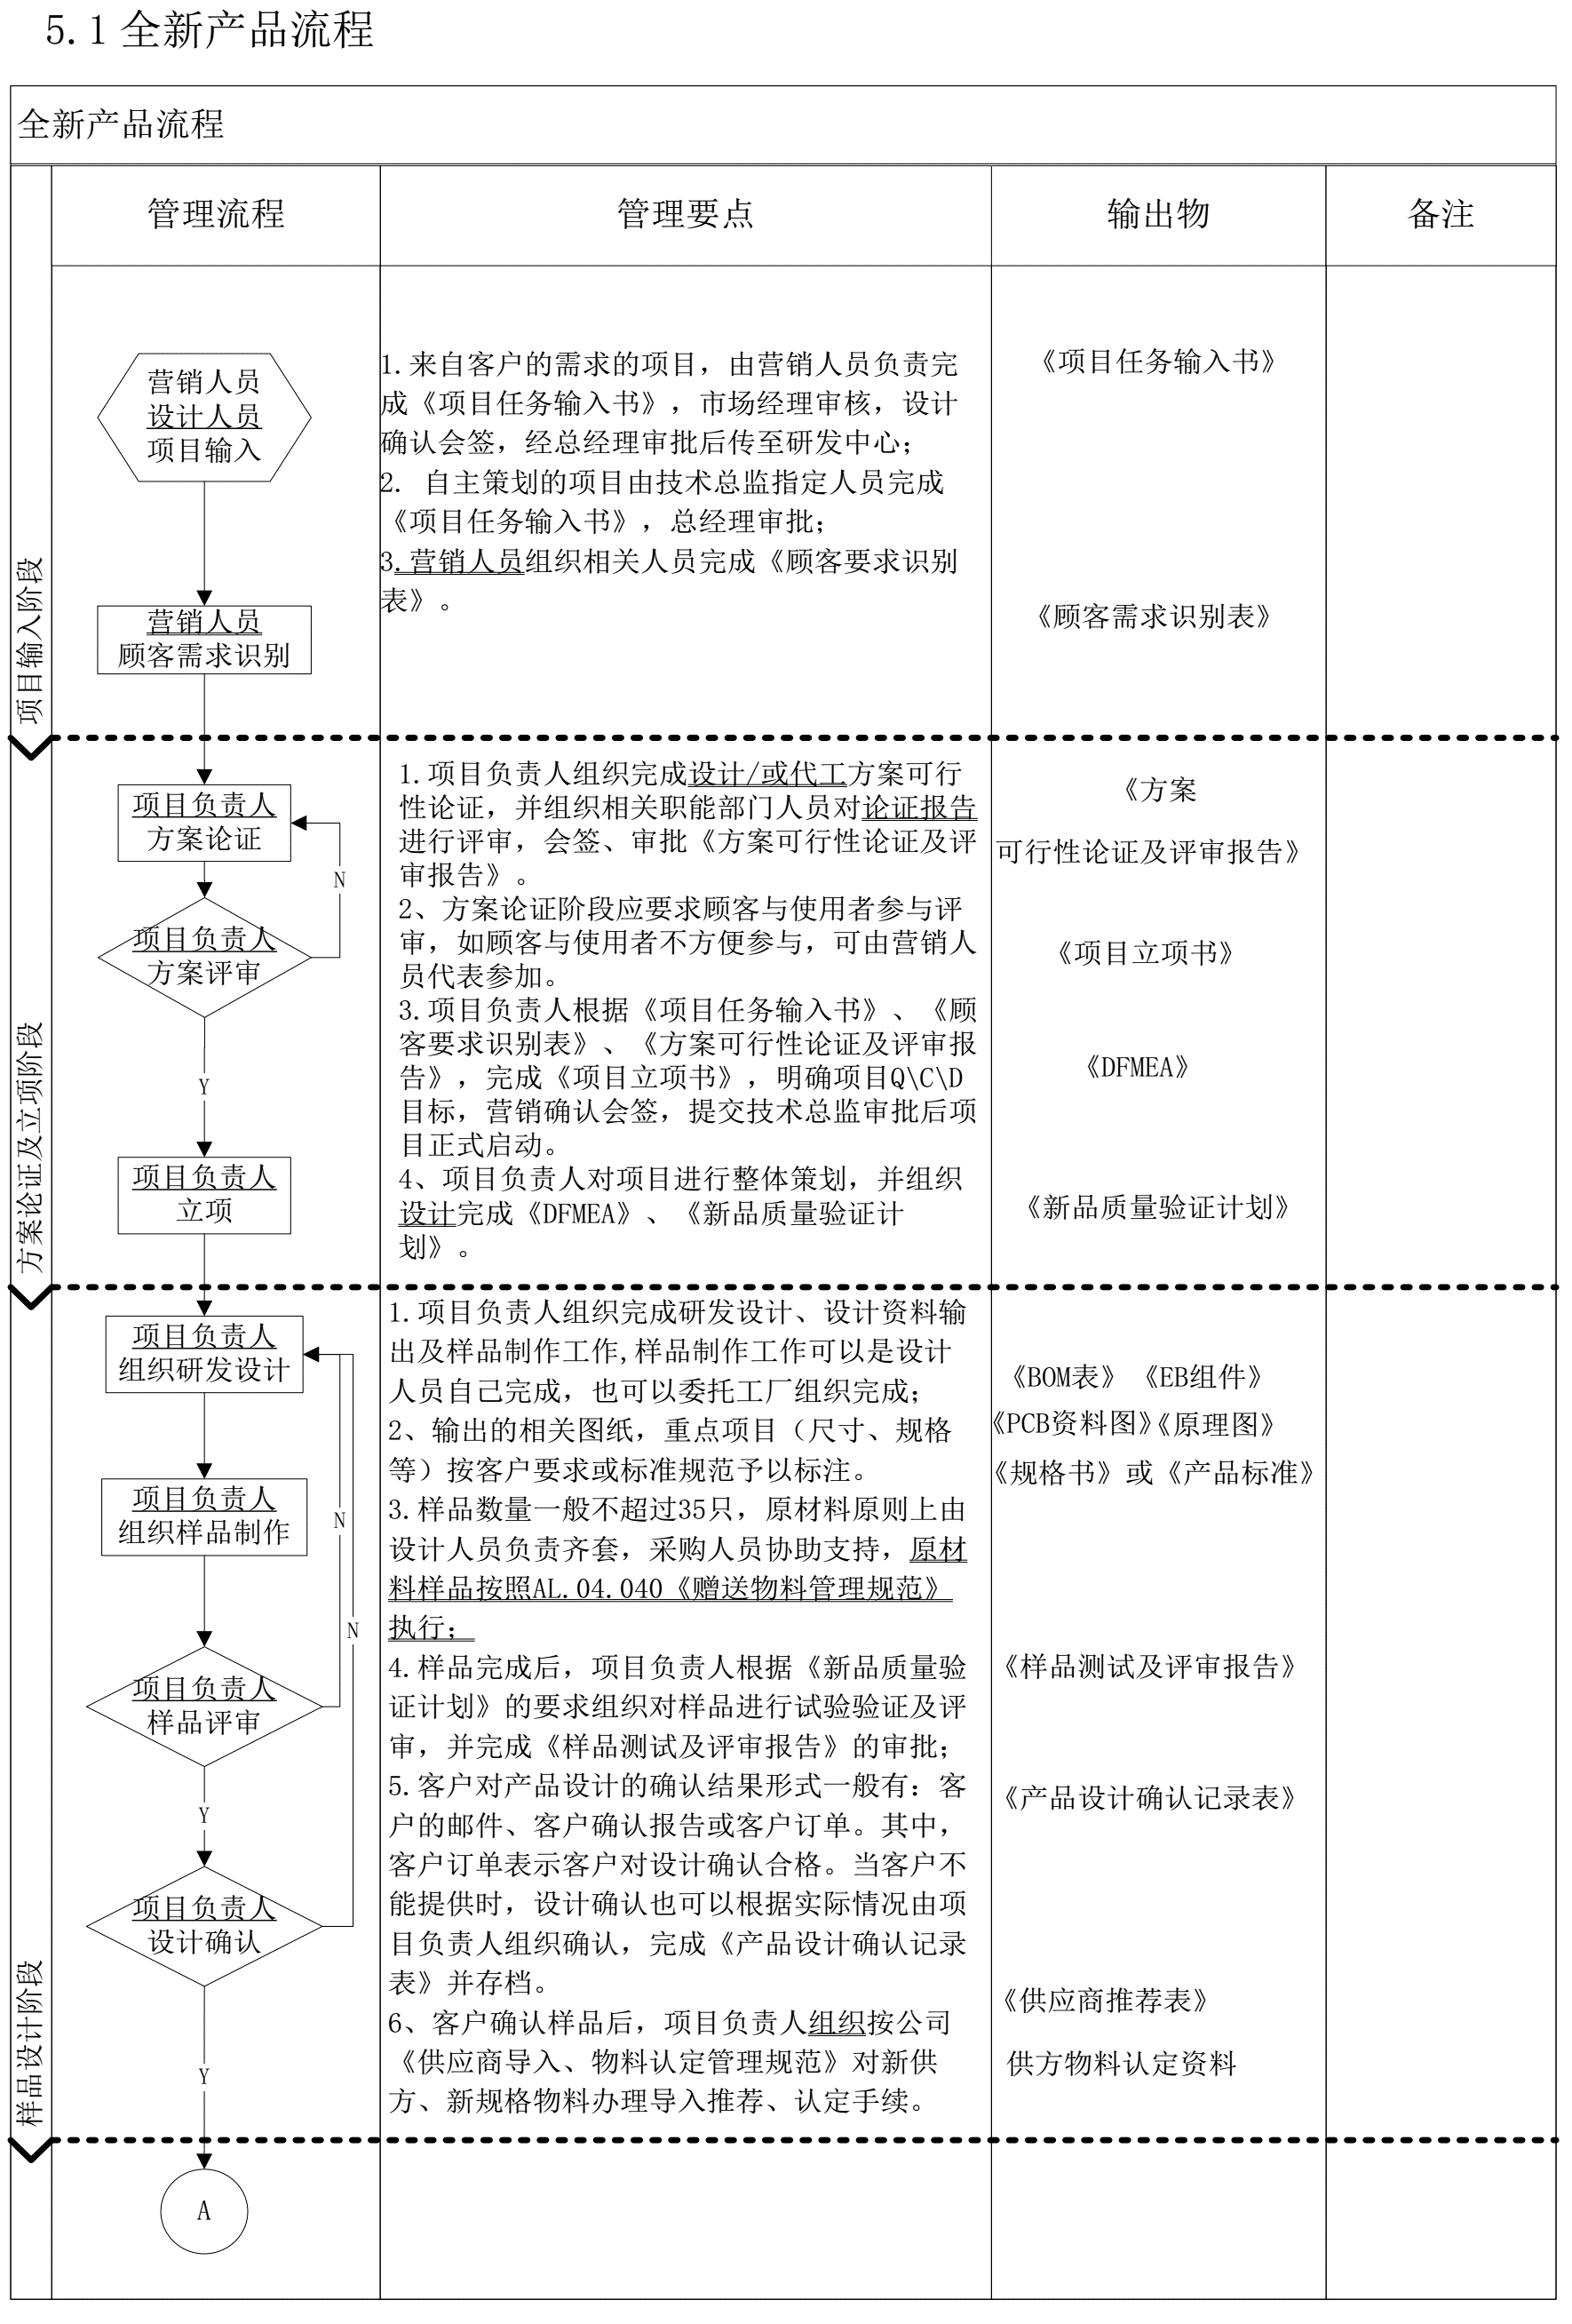 5.1 全新产品流程
全新产品流程
管理流程
管理要点
输出物
备注
项目输入阶段
营销人员
设计人员
项目输入
营销人员
顾客需求识别
1.来自客户的需求的项目，由营销人员负责完
成《项目任务输入书》，市场经理审核，设计
确认会签，经总经理审批后传至研发中心；
2. 自主策划的项目由技术总监指定人员完成
《项目任务输入书》，总经理审批；
3.营销人员组织相关人员完成《顾客要求识别
表》。
《项目任务输入书》
《顾客需求识别表》
方案论证及立项阶段
项目负责人
方案论证
N
项目负责人
方案评审
Y
项目负责人
立项
1.项目负责人组织完成设计/或代工方案可行
性论证，并组织相关职能部门人员对论证报告
进行评审，会签、审批《方案可行性论证及评
审报告》。
2、方案论证阶段应要求顾客与使用者参与评
审，如顾客与使用者不方便参与，可由营销人
员代表参加。
3.项目负责人根据《项目任务输入书》、《顾
客要求识别表》、《方案可行性论证及评审报
告》，完成《项目立项书》，明确项目Q\C\D
目标，营销确认会签，提交技术总监审批后项
目正式启动。
4、项目负责人对项目进行整体策划，并组织
设计完成《DFMEA》、《新品质量验证计
划》。
《方案
可行性论证及评审报告》
《项目立项书》
《DFMEA》
《新品质量验证计划》
样品设计阶段
项目负责人
组织研发设计
项目负责人
组织样品制作
N
N
项目负责人
样品评审
Y
项目负责人
设计确认
Y
A
1.项目负责人组织完成研发设计、设计资料输
出及样品制作工作,样品制作工作可以是设计
人员自己完成，也可以委托工厂组织完成；
2、输出的相关图纸，重点项目（尺寸、规格
等）按客户要求或标准规范予以标注。
3.样品数量一般不超过35只，原材料原则上由
设计人员负责齐套，采购人员协助支持，原材
料样品按照AL.04.040《赠送物料管理规范》
执行；
4.样品完成后，项目负责人根据《新品质量验
证计划》的要求组织对样品进行试验验证及评
审，并完成《样品测试及评审报告》的审批；
5.客户对产品设计的确认结果形式一般有：客
户的邮件、客户确认报告或客户订单。其中，
客户订单表示客户对设计确认合格。当客户不
能提供时，设计确认也可以根据实际情况由项
目负责人组织确认，完成《产品设计确认记录
表》并存档。
6、客户确认样品后，项目负责人组织按公司
《供应商导入、物料认定管理规范》对新供
方、新规格物料办理导入推荐、认定手续。
《BOM表》《EB组件》
《PCB资料图》《原理图》
《规格书》或《产品标准》
《样品测试及评审报告》
《产品设计确认记录表》
《供应商推荐表》
供方物料认定资料